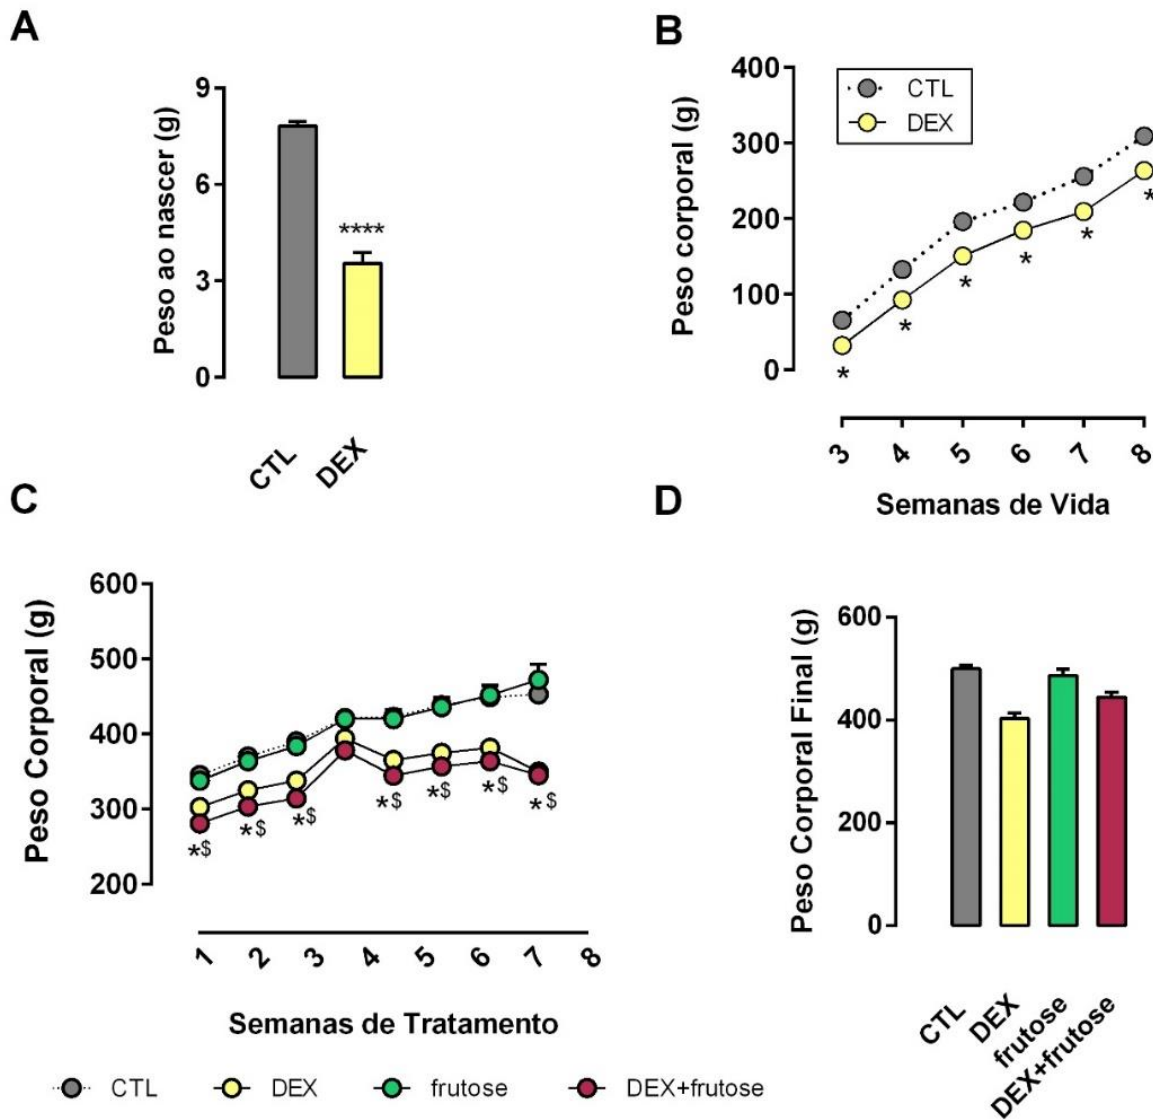 A
Peso ao nascer (g)
9
6
3
0
****
CTL
DEX
B
Peso corporal (g)
400
300
200
100
0
CTL
DEX
*
*
*
*
*
*
3
4
5
6
7
8
Semanas de Vida
C
Peso Corporal (g)
600
500
400
300
200
*$
*$
*$
*$
*$
*$
*$
1
2
3
4
5
6
7
8
Semanas de Tratamento
CTL
DEX
frutose
DEX+frutose
D
Peso Corporal Final (g)
600
400
200
0
CTL
DEX
frutose
DEX+frutose